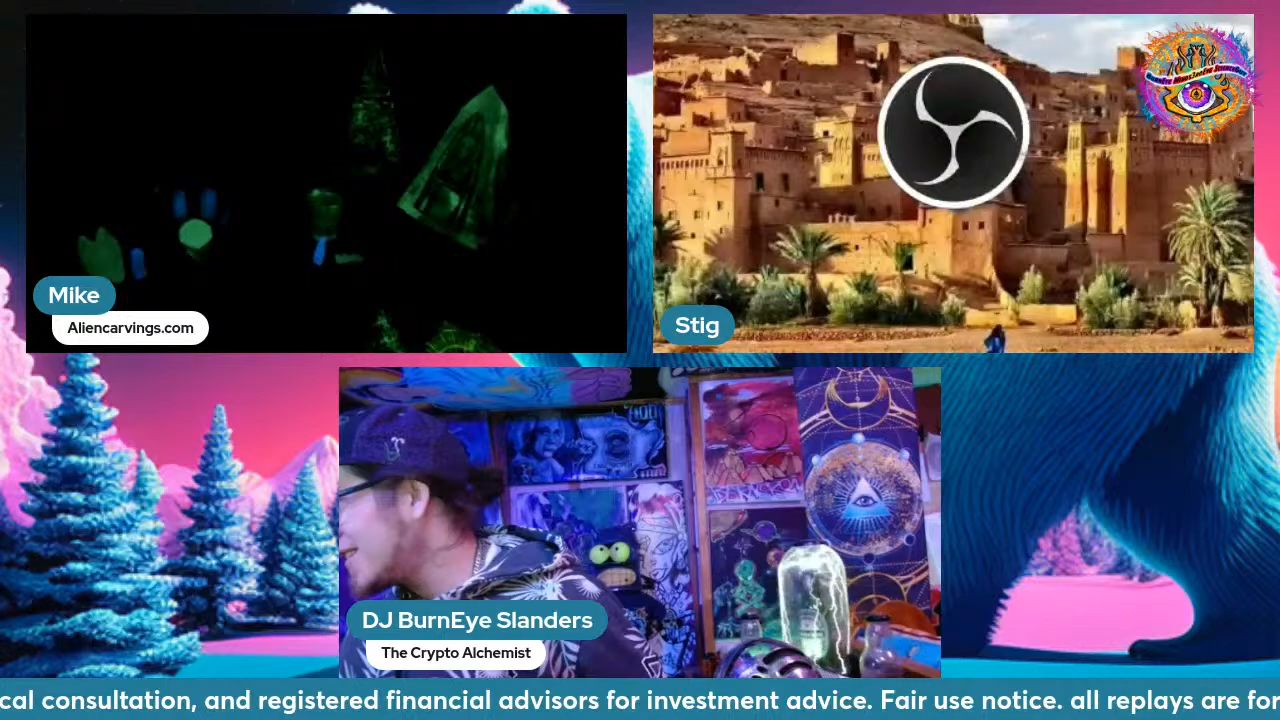 Mike
Aliencarvings.com
Stig
DJ BurnEye Slanders
The Crypto Alchemist
cal consultation, and registered financial advisors for investment advice. Fair use notice. all replays are for